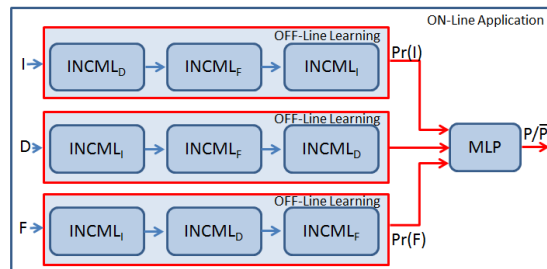 ON-Line Application
OFF-Line Learning
I INCML_D INCML_F INCML_I Pr(I)
OFF-Line Learning
D INCML_I INCML_F INCML_D MLP P/P̅
OFF-Line Learning
F INCML_I INCML_D INCML_F Pr(F)